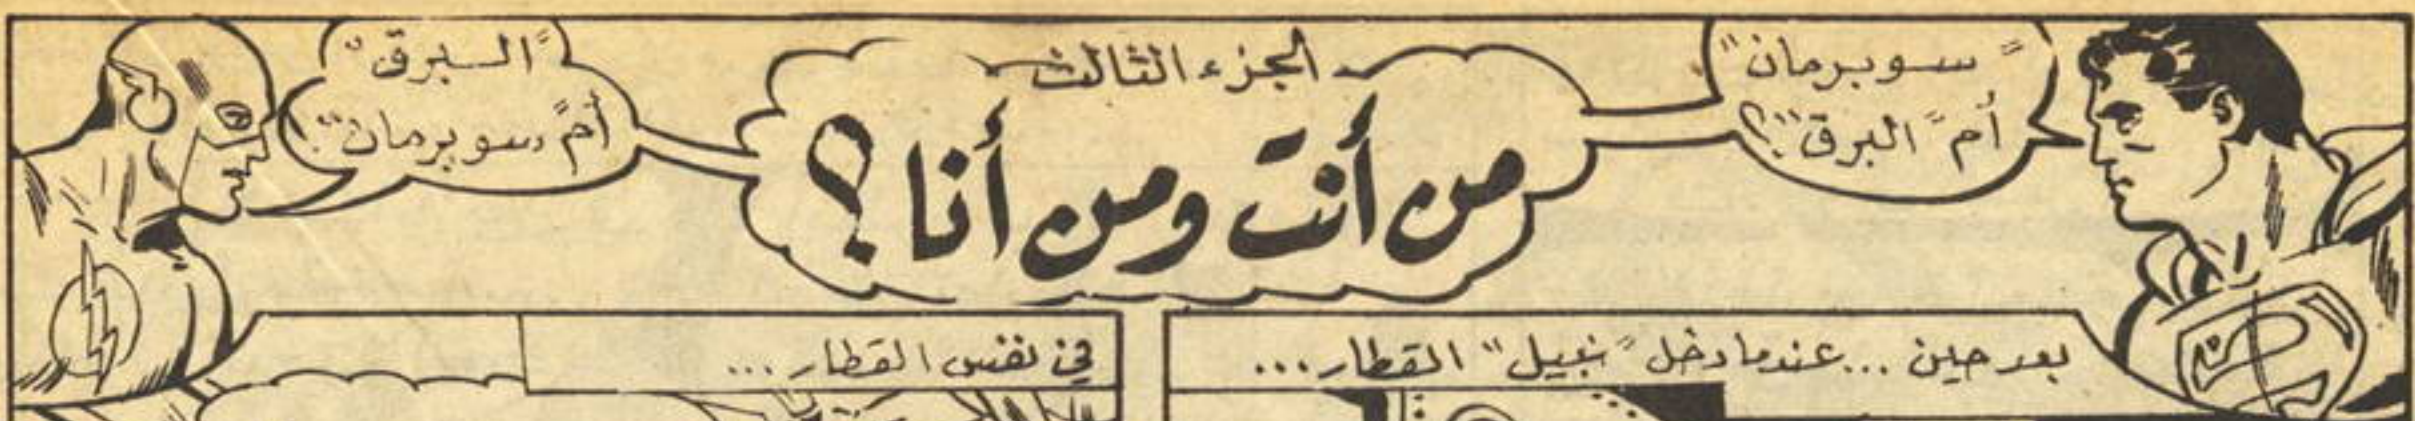 الجزء الثالث
من أنت ومن أنا؟
"سوبرمان"
أم "البرق"؟
"البرق"
أم "سوبرمان"؟
بعد حين... عندما دخل "نبيل" القطار...
في نفس القطار...